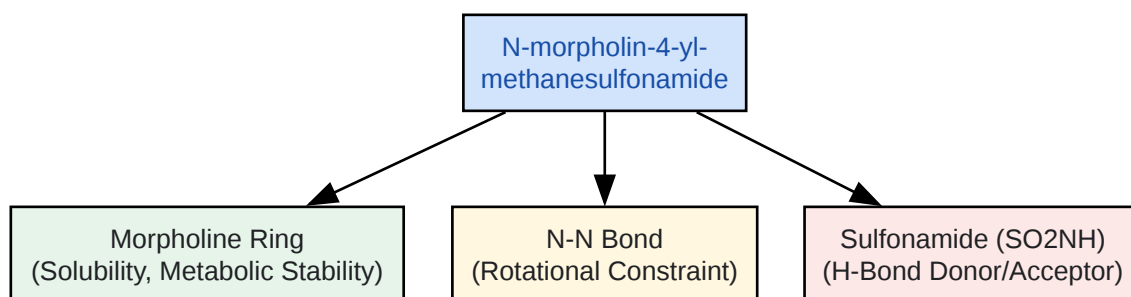 N-morpholin-4-yl-
methanesulfonamide
Morpholine Ring
(Solubility, Metabolic Stability)
N-N Bond
(Rotational Constraint)
Sulfonamide (SO2NH)
(H-Bond Donor/Acceptor)